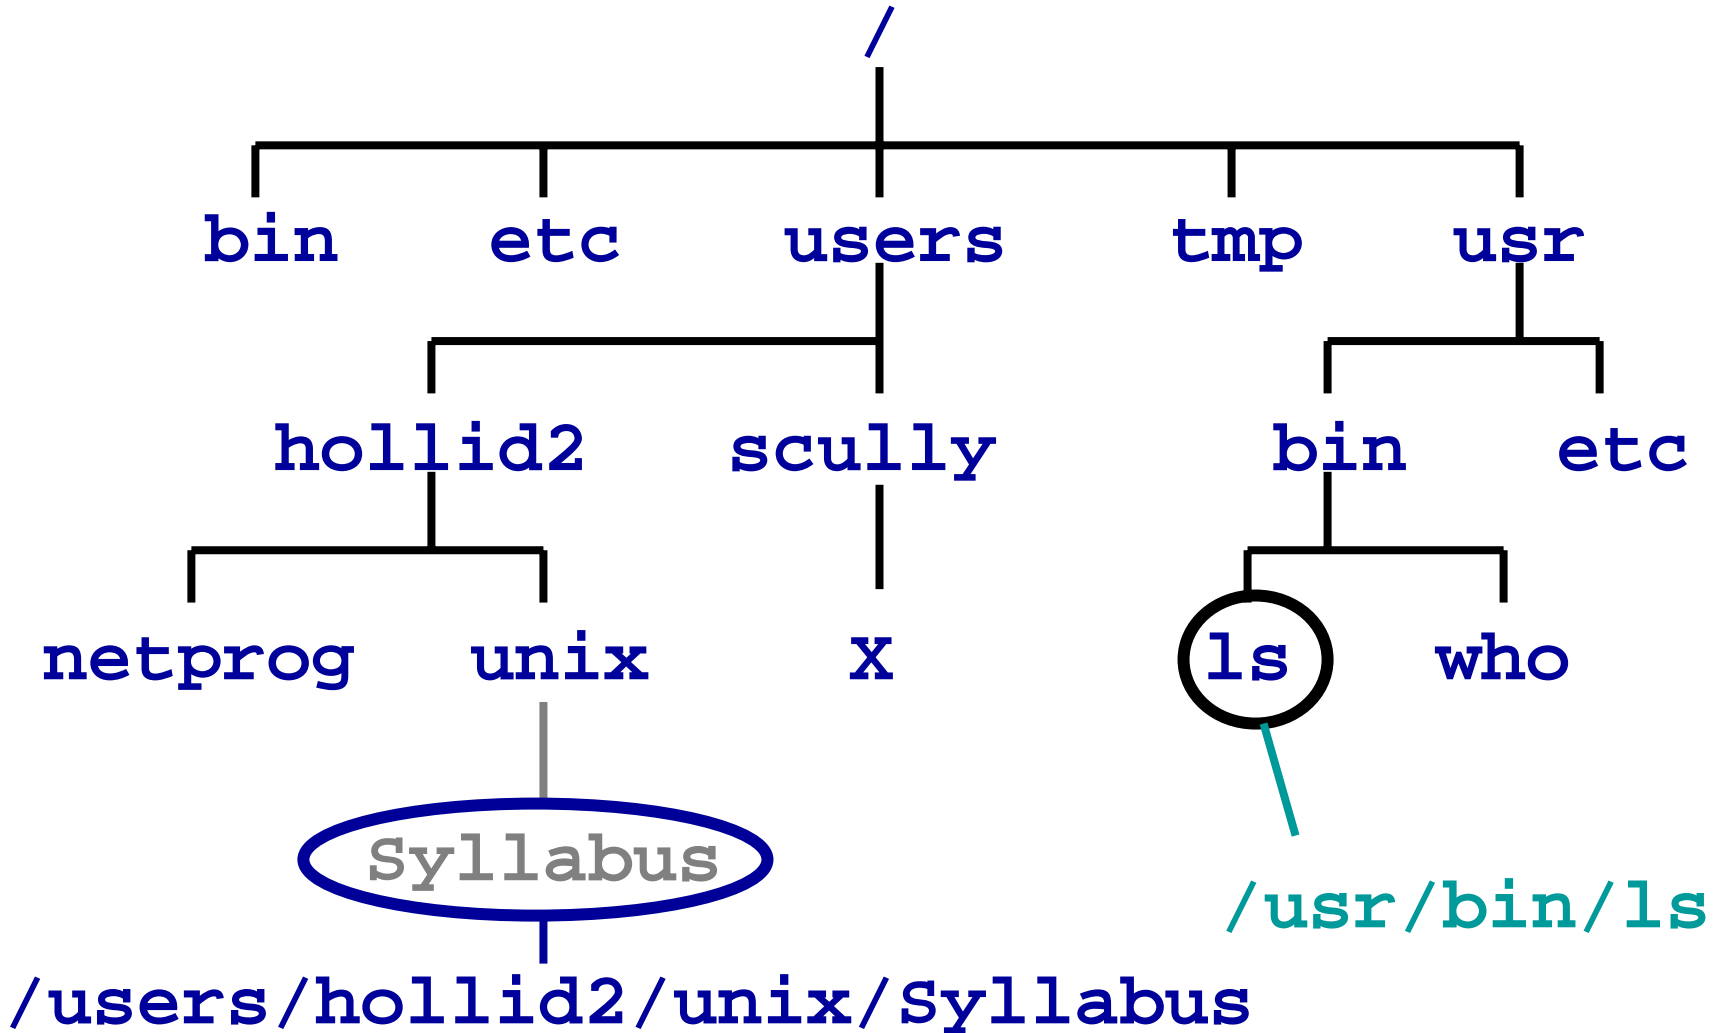 /
bin etc users tmp usr
hollid2 scully bin etc
netprog unix X ls who
Syllabus
/usr/bin/ls
/users/hollid2/unix/Syllabus